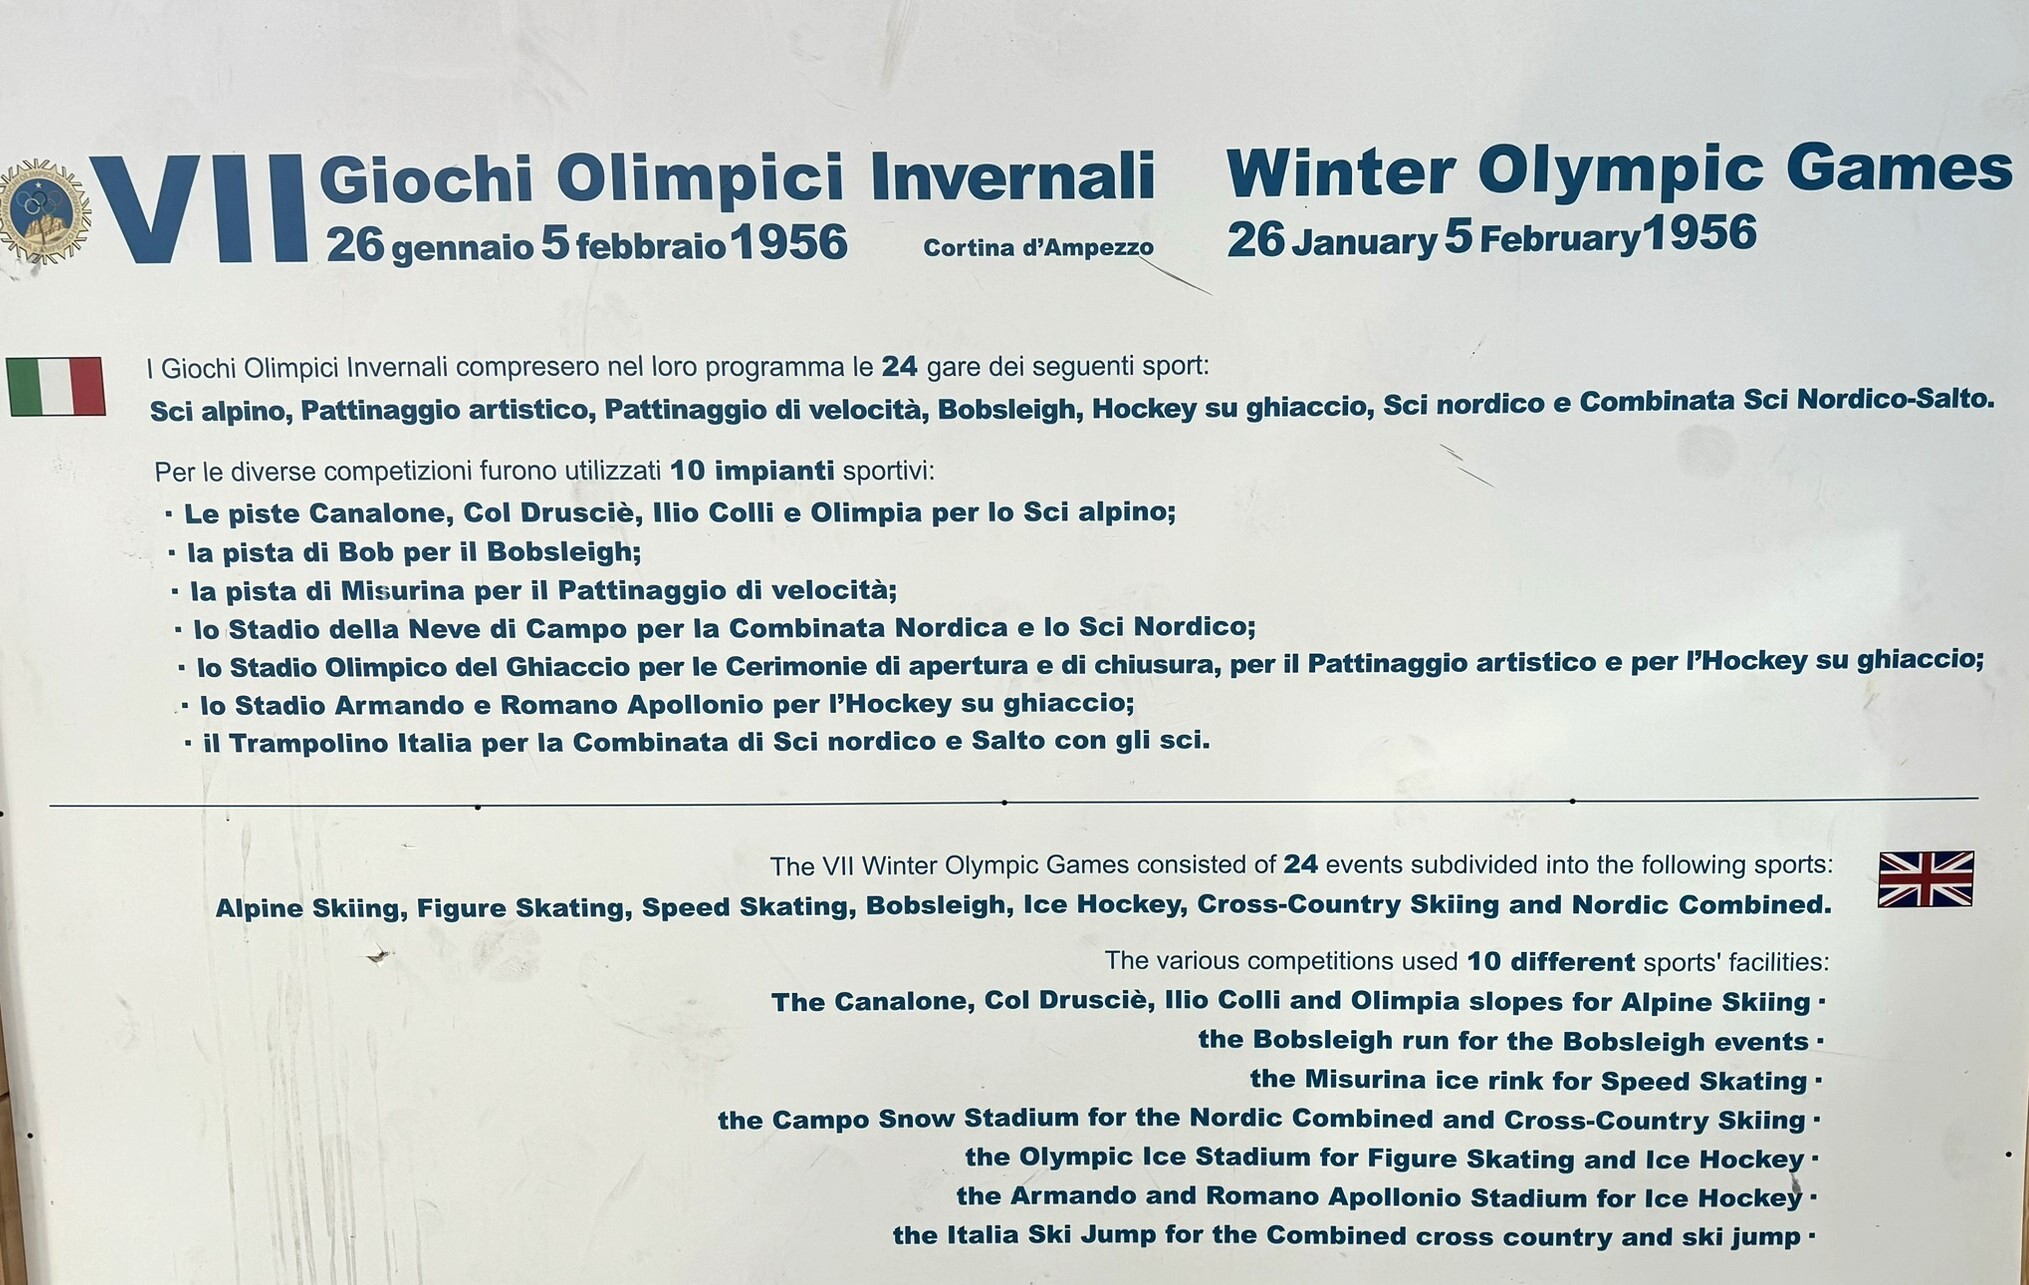 VII Giochi Olimpici Invernali Winter Olympic Games
26 gennaio 5 febbraio 1956 Cortina d'Ampezzo 26 January 5 February 1956
I Giochi Olimpici Invernali compresero nel loro programma le 24 gare dei seguenti sport:
Sci alpino, Pattinaggio artistico, Pattinaggio di velocità, Bobsleigh, Hockey su ghiaccio, Sci nordico e Combinata Sci Nordico-Salto.
Per le diverse competizioni furono utilizzati 10 impianti sportivi:
· Le piste Canalone, Col Drusciè, Ilio Colli e Olimpia per lo Sci alpino;
· la pista di Bob per il Bobsleigh;
· la pista di Misurina per il Pattinaggio di velocità;
· lo Stadio della Neve di Campo per la Combinata Nordica e lo Sci Nordico;
· lo Stadio Olimpico del Ghiaccio per le Cerimonie di apertura e di chiusura, per il Pattinaggio artistico e per l'Hockey su ghiaccio;
· lo Stadio Armando e Romano Apollonio per l'Hockey su ghiaccio;
· il Trampolino Italia per la Combinata di Sci nordico e Salto con gli sci.
The VII Winter Olympic Games consisted of 24 events subdivided into the following sports:
Alpine Skiing, Figure Skating, Speed Skating, Bobsleigh, Ice Hockey, Cross-Country Skiing and Nordic Combined.
The various competitions used 10 different sports' facilities:
The Canalone, Col Drusciè, Ilio Colli and Olimpia slopes for Alpine Skiing ·
the Bobsleigh run for the Bobsleigh events ·
the Misurina ice rink for Speed Skating ·
the Campo Snow Stadium for the Nordic Combined and Cross-Country Skiing ·
the Olympic Ice Stadium for Figure Skating and Ice Hockey ·
the Armando and Romano Apollonio Stadium for Ice Hockey ·
the Italia Ski Jump for the Combined cross country and ski jump ·